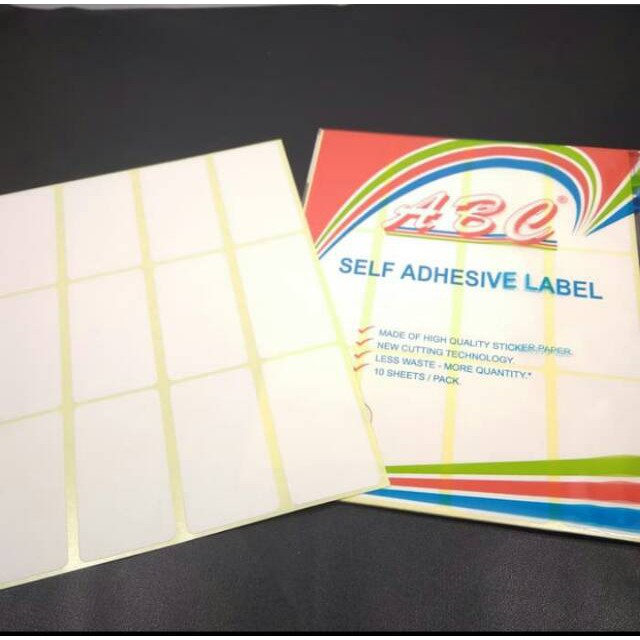 ABC®
SELF ADHESIVE LABEL
✓ MADE OF HIGH QUALITY STICKER PAPER.
✓ NEW CUTTING TECHNOLOGY.
✓ LESS WASTE - MORE QUANTITY.*
✓ 10 SHEETS / PACK.